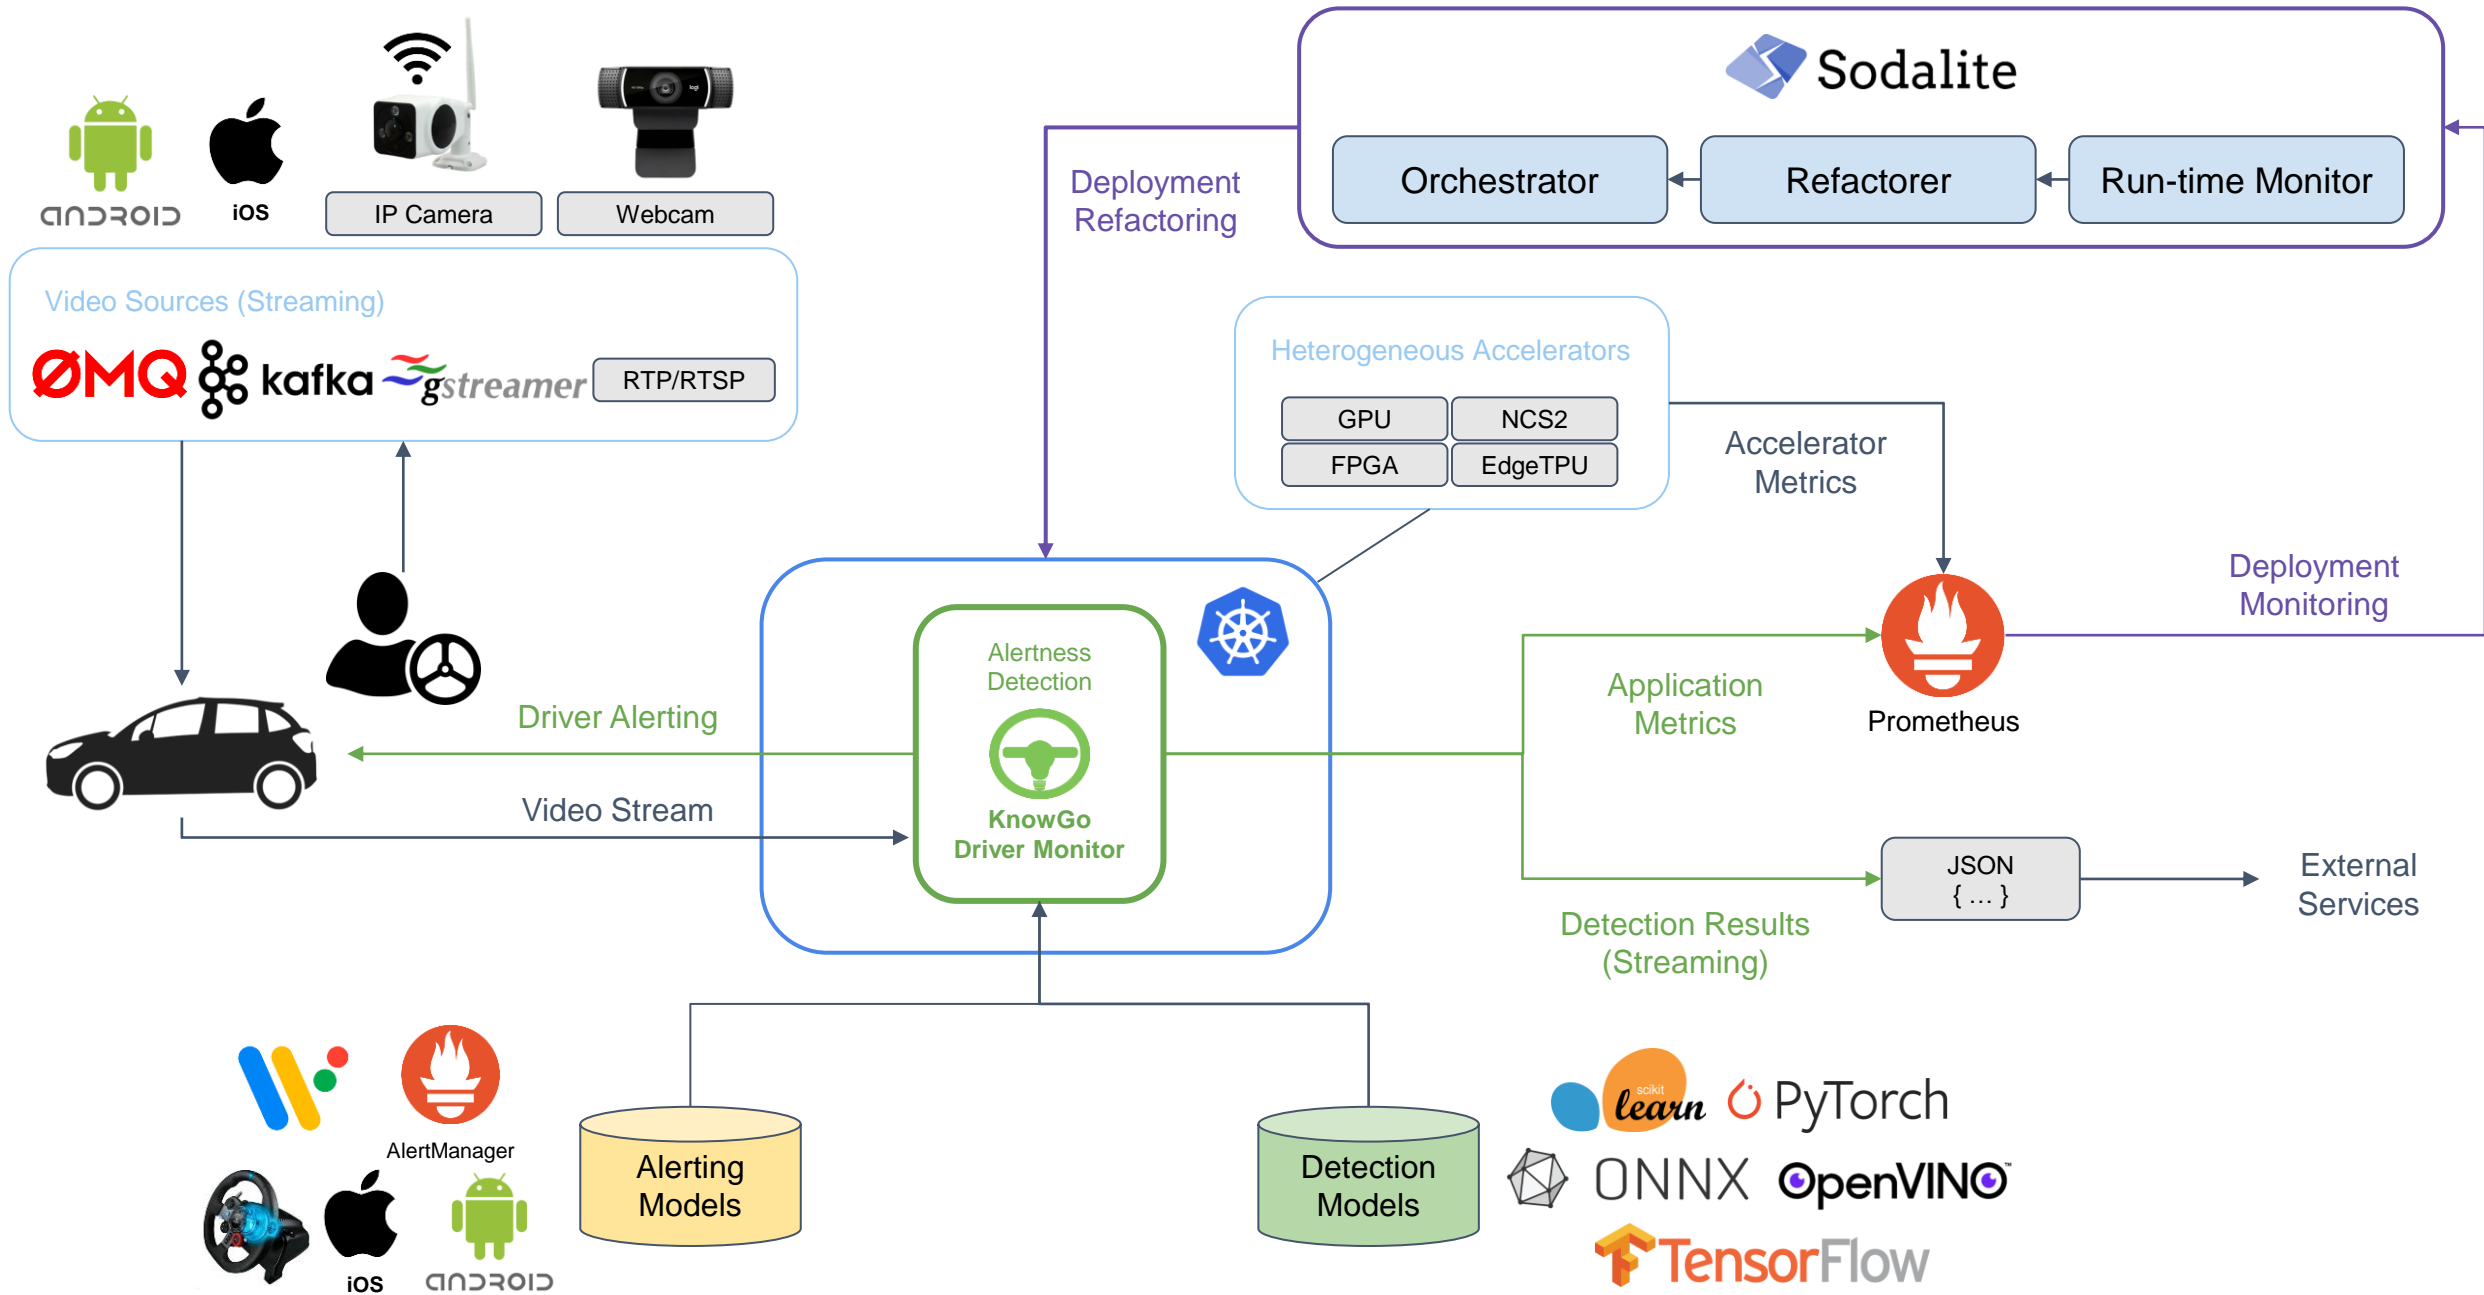 Sodalite
Orchestrator
Refactorer
Run-time Monitor
Deployment
Refactoring
ANDROID
iOS
IP Camera
Webcam
logi
Video Sources (Streaming)
ØMQ
kafka
gstreamer
RTP/RTSP
Heterogeneous Accelerators
GPU
NCS2
FPGA
EdgeTPU
Accelerator
Metrics
Deployment
Monitoring
Alertness
Detection
KnowGo
Driver Monitor
Driver Alerting
Video Stream
Application
Metrics
Prometheus
JSON
{ ... }
External
Services
Detection Results
(Streaming)
AlertManager
iOS
ANDROID
Alerting
Models
Detection
Models
scikit
learn
PyTorch
ONNX
OpenVINO™
TensorFlow